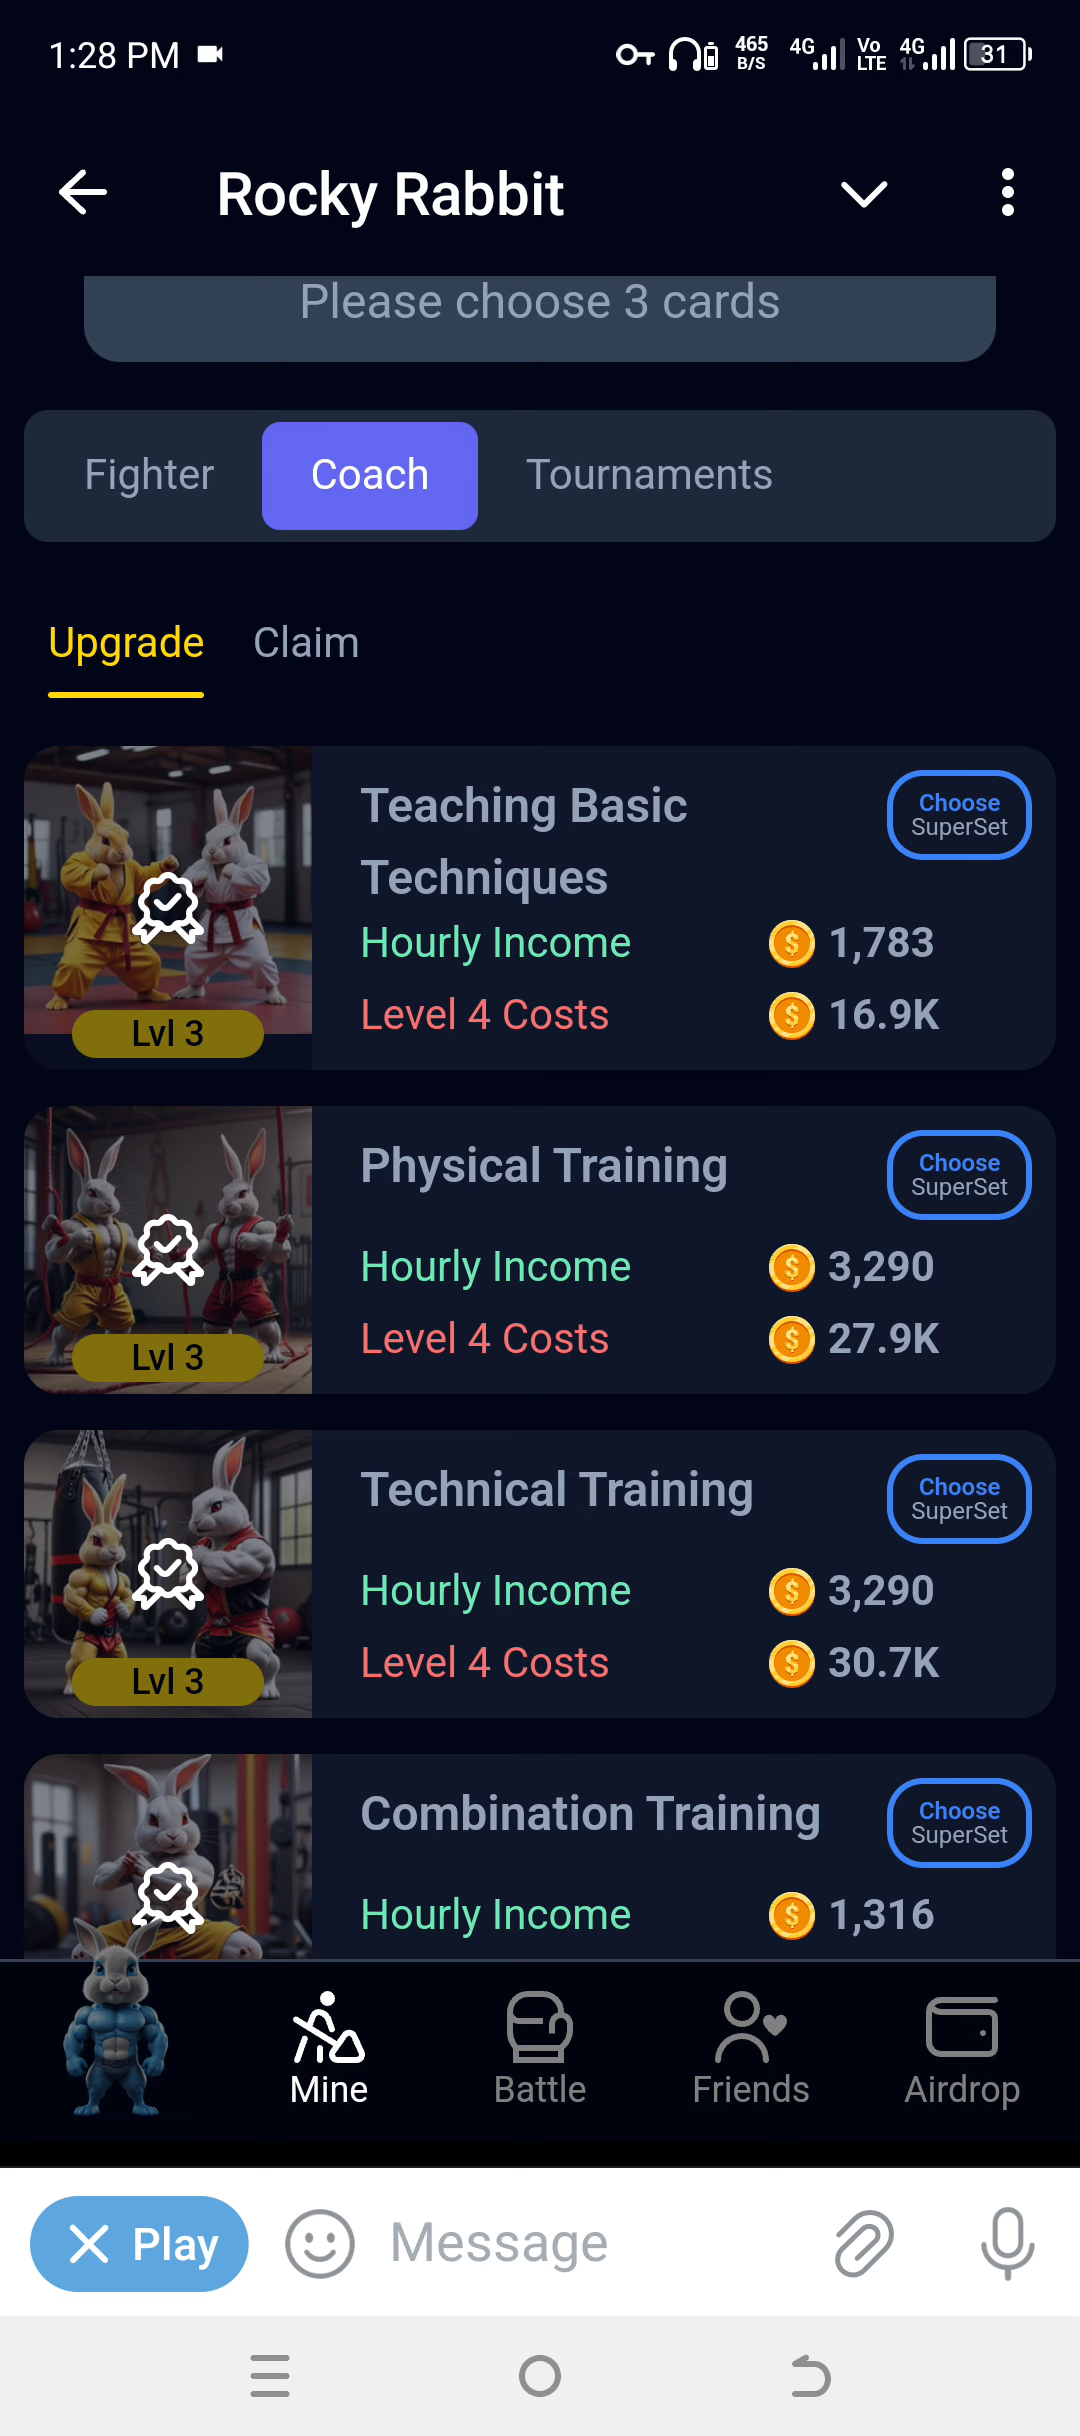 1:28 PM
465 B/S 4G Vo LTE 4G 31
Rocky Rabbit
Please choose 3 cards
Fighter Coach Tournaments
Upgrade Claim
Teaching Basic
Techniques
Choose
SuperSet
Hourly Income 1,783
Level 4 Costs 16.9K
Lvl 3
Physical Training
Choose
SuperSet
Hourly Income 3,290
Level 4 Costs 27.9K
Lvl 3
Technical Training
Choose
SuperSet
Hourly Income 3,290
Level 4 Costs 30.7K
Lvl 3
Combination Training
Choose
SuperSet
Hourly Income 1,316
Mine Battle Friends Airdrop
Play Message